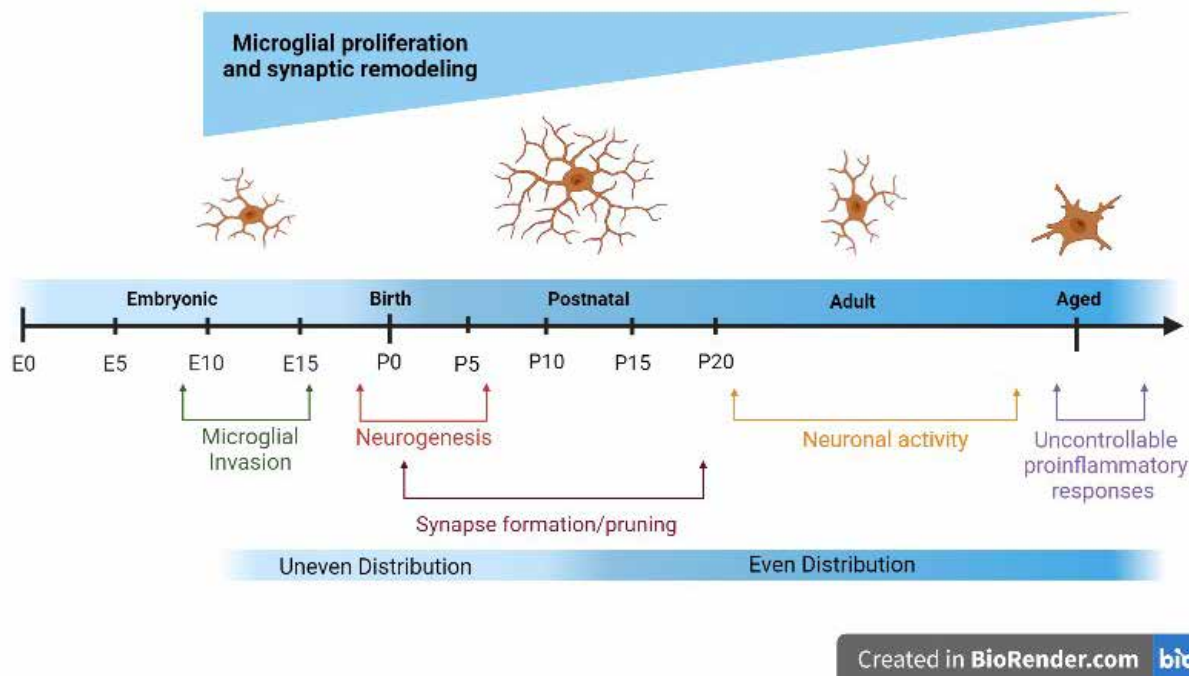 Microglial proliferation
and synaptic remodeling
Embryonic
Birth
Postnatal
Adult
Aged
E0
E5
E10
E15
P0
P5
P10
P15
P20
Microglial
Invasion
Neurogenesis
Neuronal activity
Uncontrollable
proinflammatory
responses
Synapse formation/pruning
Uneven Distribution
Even Distribution
Created in BioRender.com bio